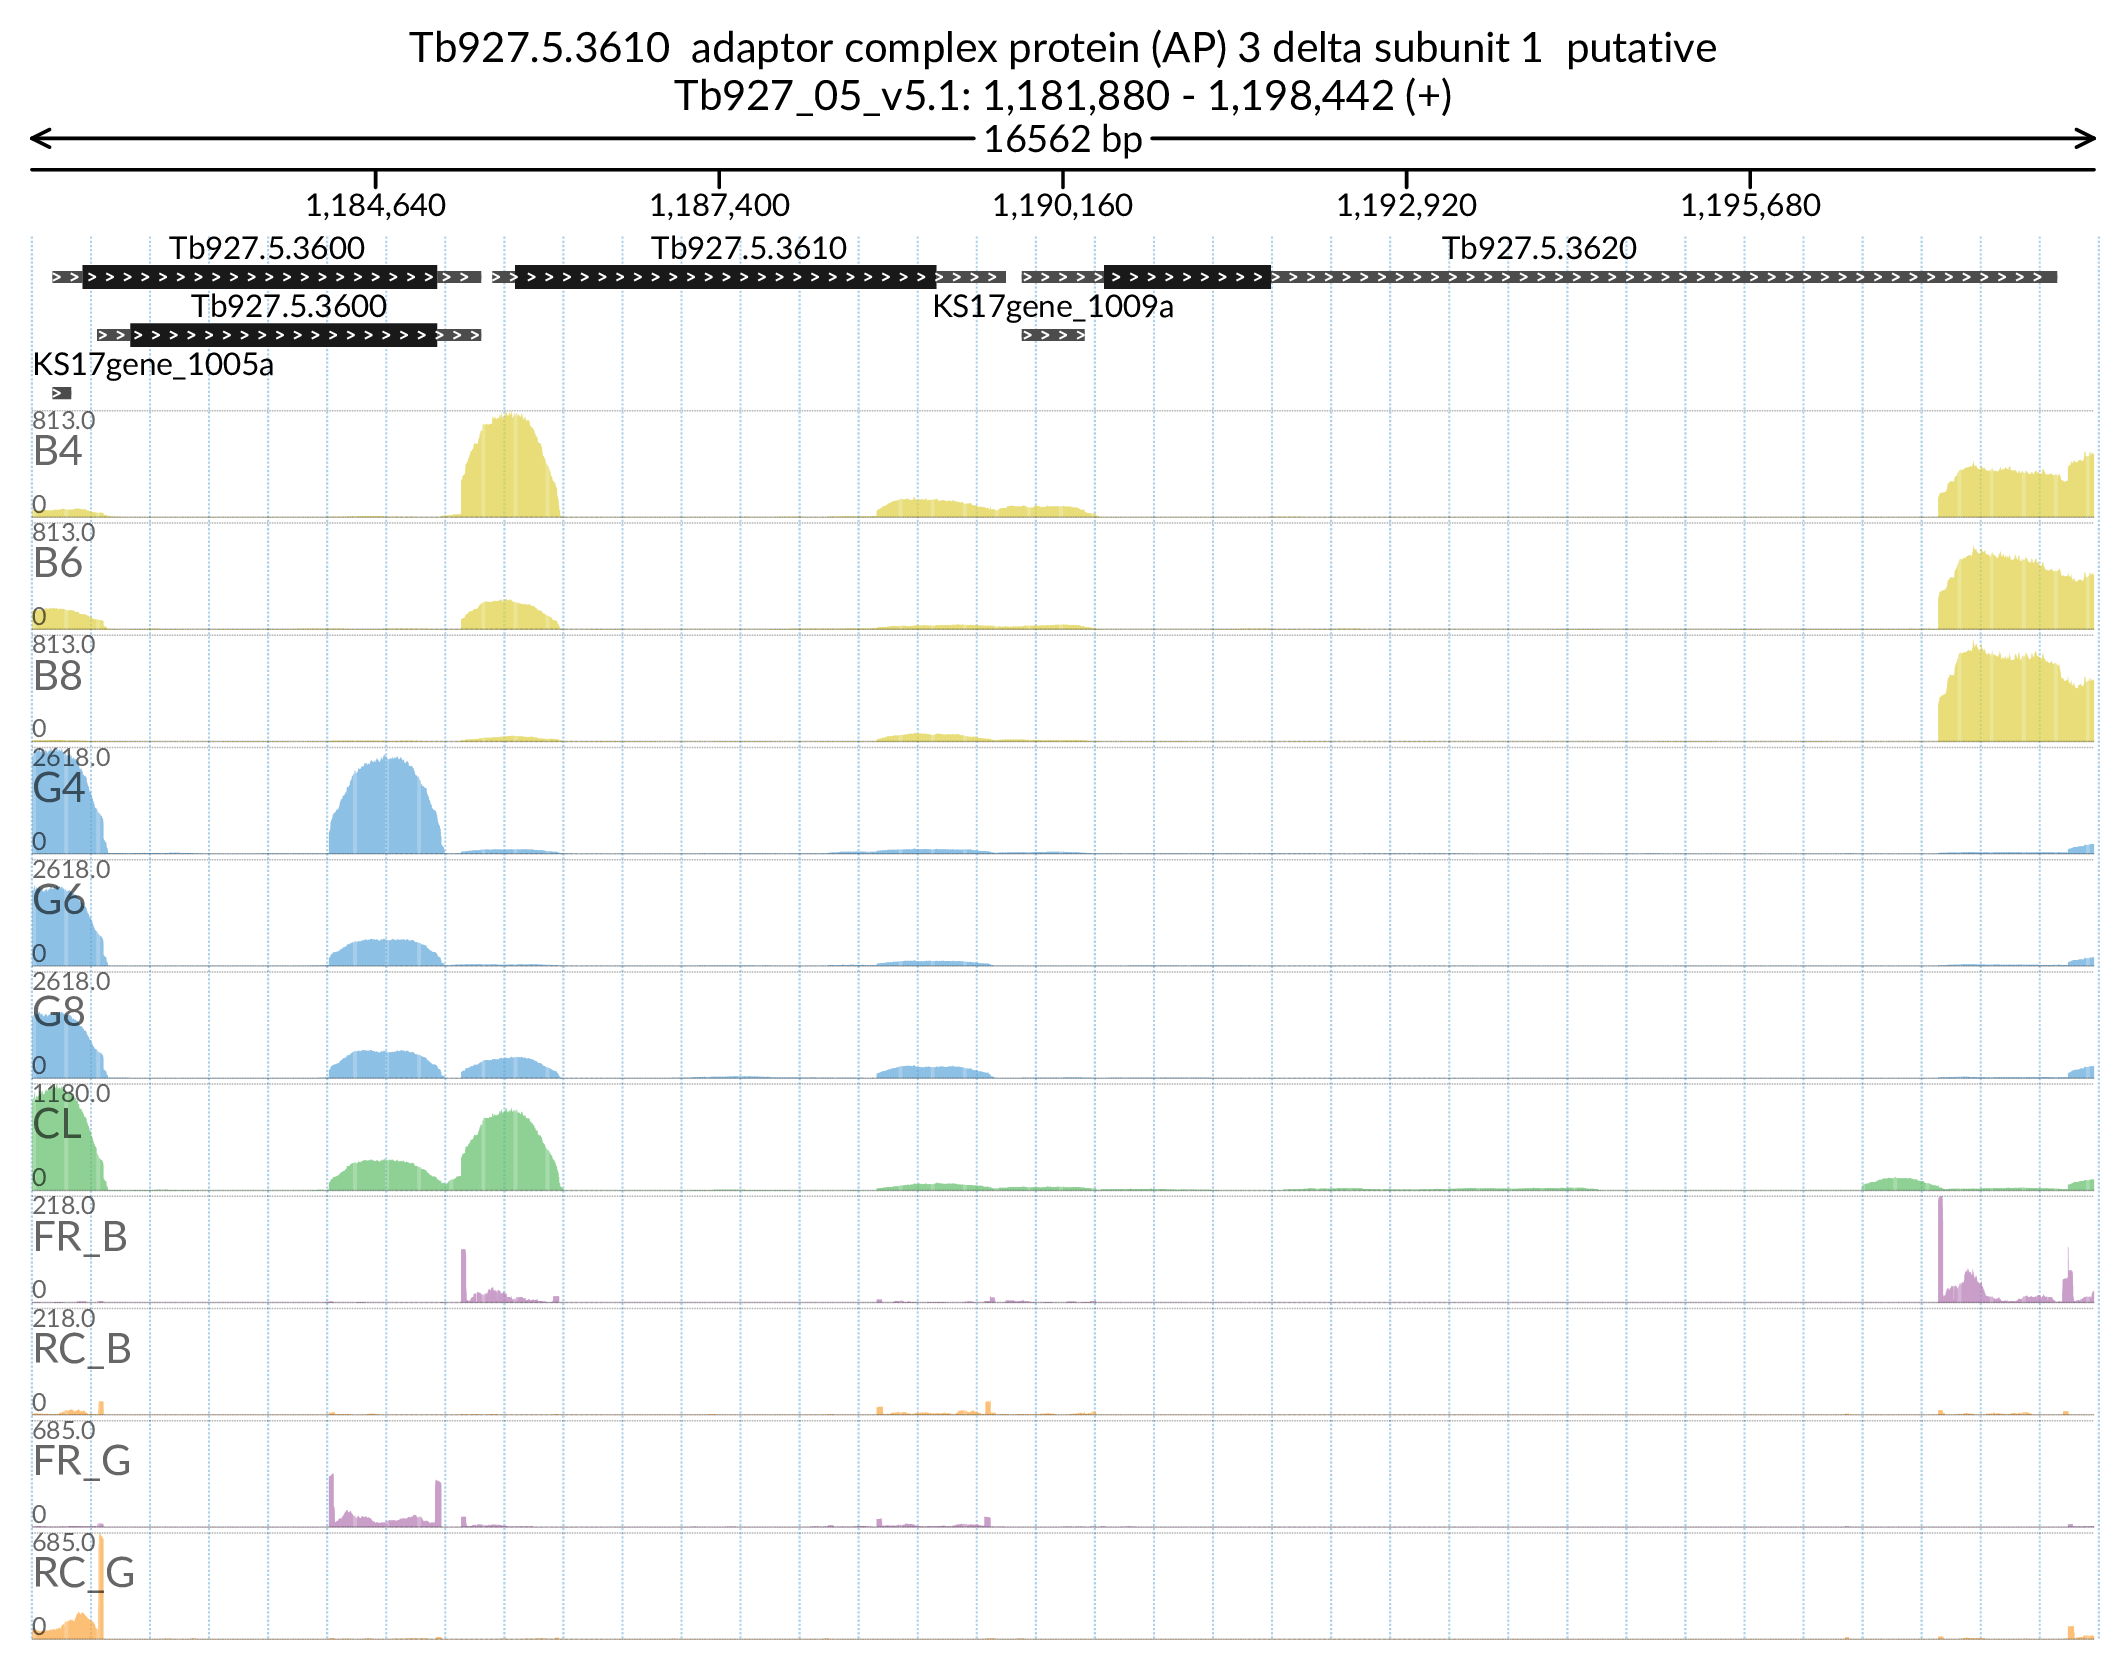 Tb927.5.3610  adaptor complex protein (AP) 3 delta subunit 1  putative
Tb927_05_v5.1: 1,181,880 - 1,198,442 (+)
16562 bp
1,184,640 1,187,400 1,190,160 1,192,920 1,195,680
Tb927.5.3600 Tb927.5.3610 Tb927.5.3620
Tb927.5.3600 KS17gene_1009a
KS17gene_1005a
813.0
B4
0
813.0
B6
0
813.0
B8
0
2618.0
G4
0
2618.0
G6
0
2618.0
G8
0
1180.0
CL
0
218.0
FR_B
0
218.0
RC_B
0
685.0
FR_G
0
685.0
RC_G
0